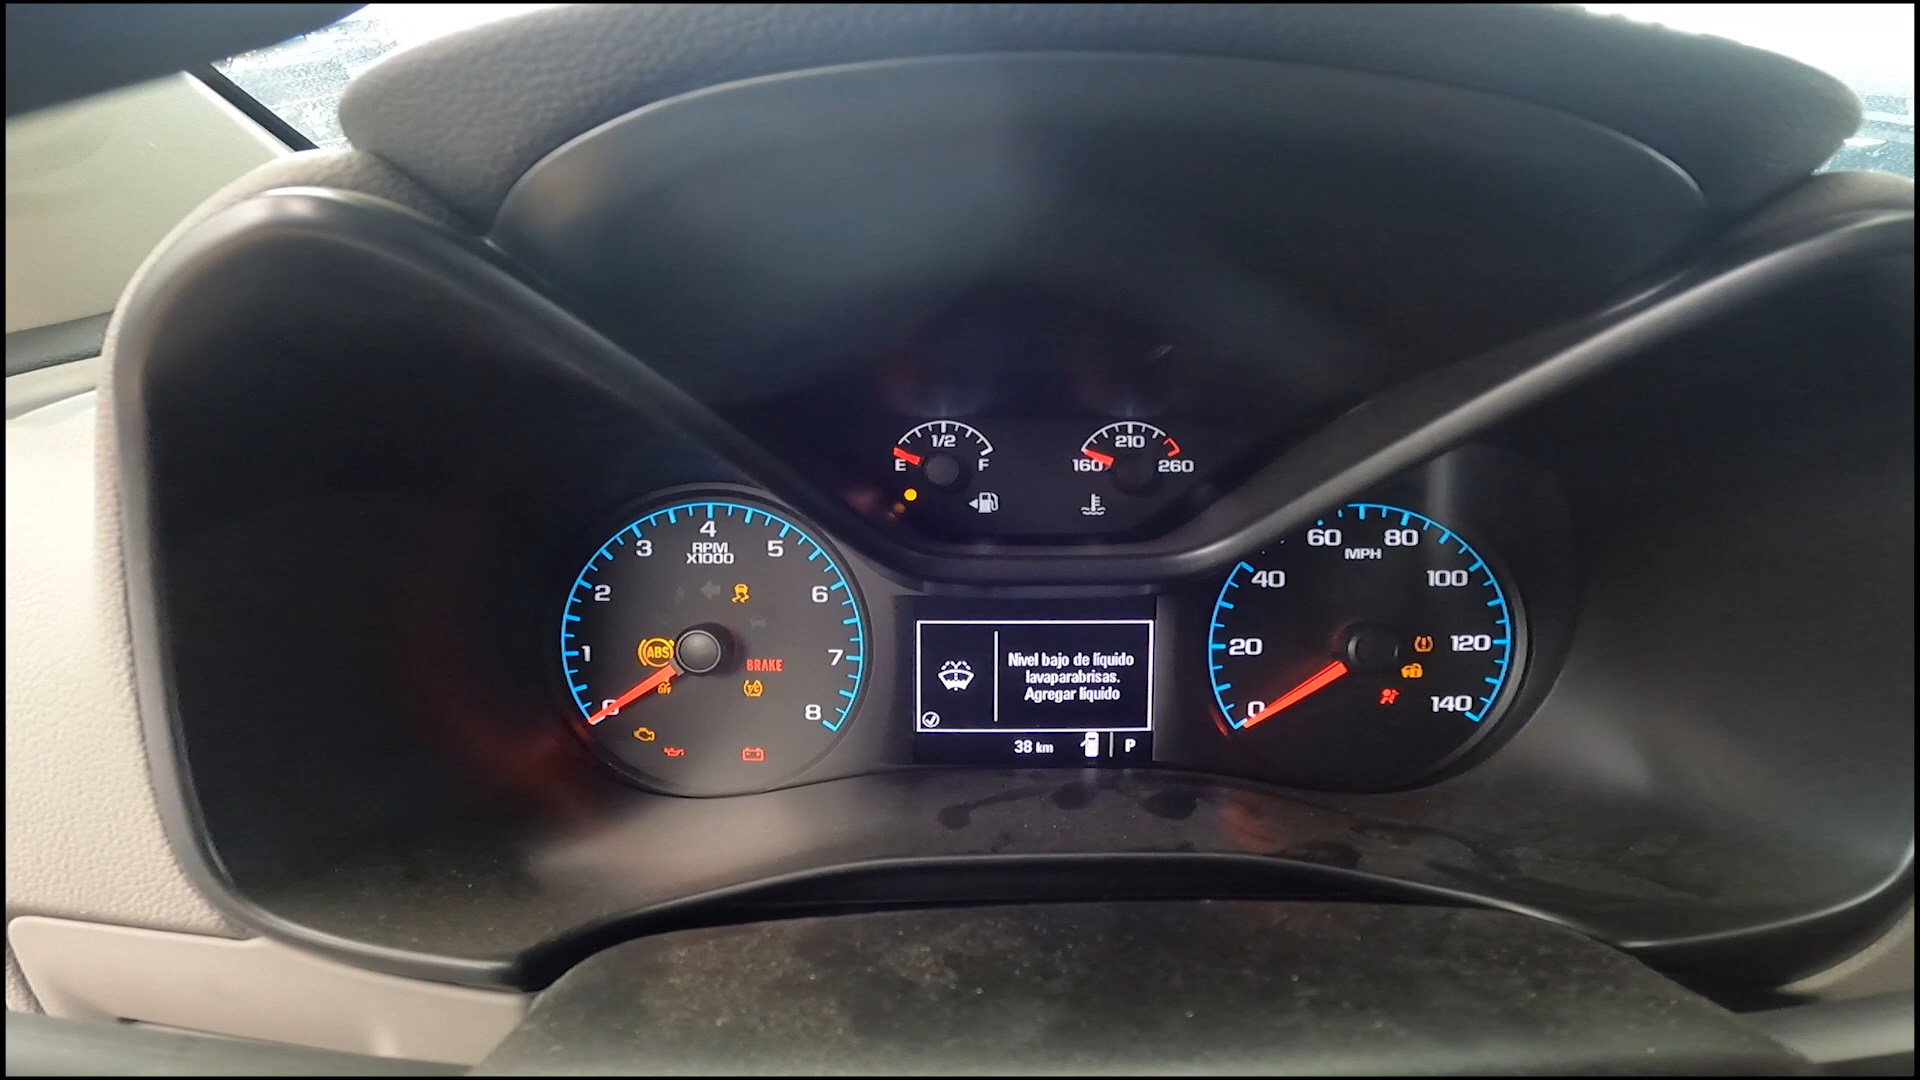 1/2
E F
210
160 260
4
3 5
RPM
X1000
2 6
1 7
0 8
ABS
BRAKE
OFF
T/C
60 80
MPH
40 100
20 120
0 140
Nivel bajo de líquido
lavaparabrisas.
Agregar líquido
38 km P